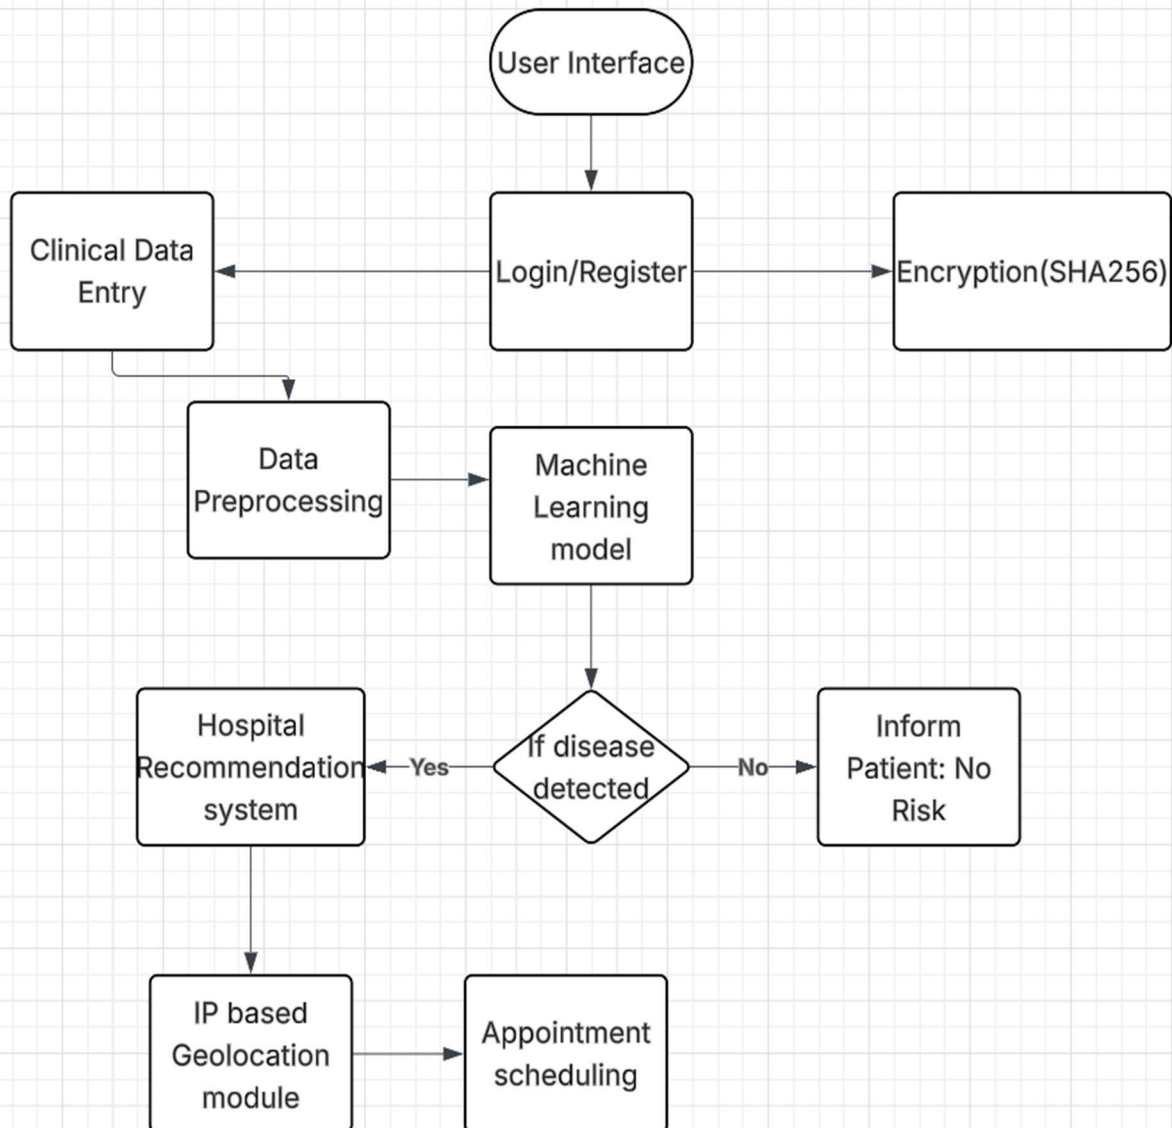 User Interface
Clinical Data
Entry
Login/Register
Encryption(SHA256)
Data
Preprocessing
Machine
Learning
model
Hospital
Recommendation
system
Yes
If disease
detected
No
Inform
Patient: No
Risk
IP based
Geolocation
module
Appointment
scheduling